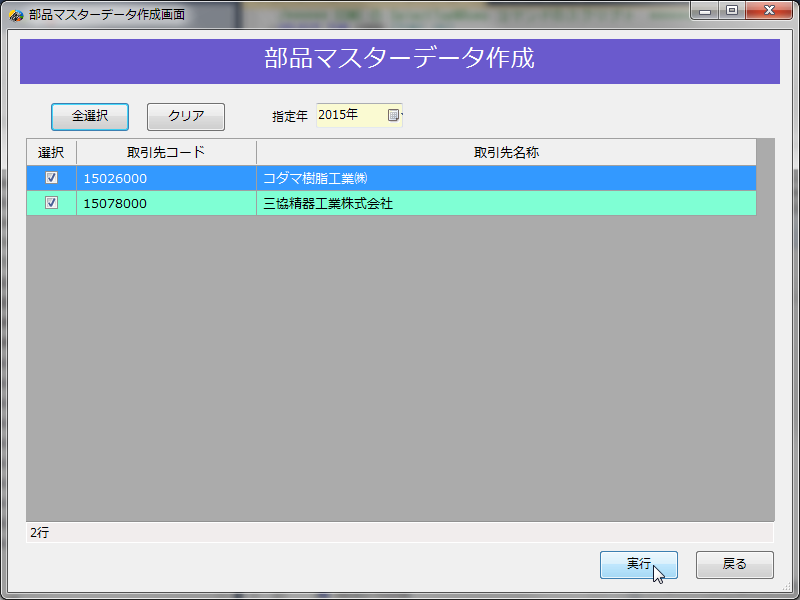 部品マスターデータ作成画面
部品マスターデータ作成
全選択 クリア 指定年 2015年
選択 取引先コード 取引先名称
15026000 コダマ樹脂工業㈱
15078000 三協精器工業株式会社
2行
実行 戻る